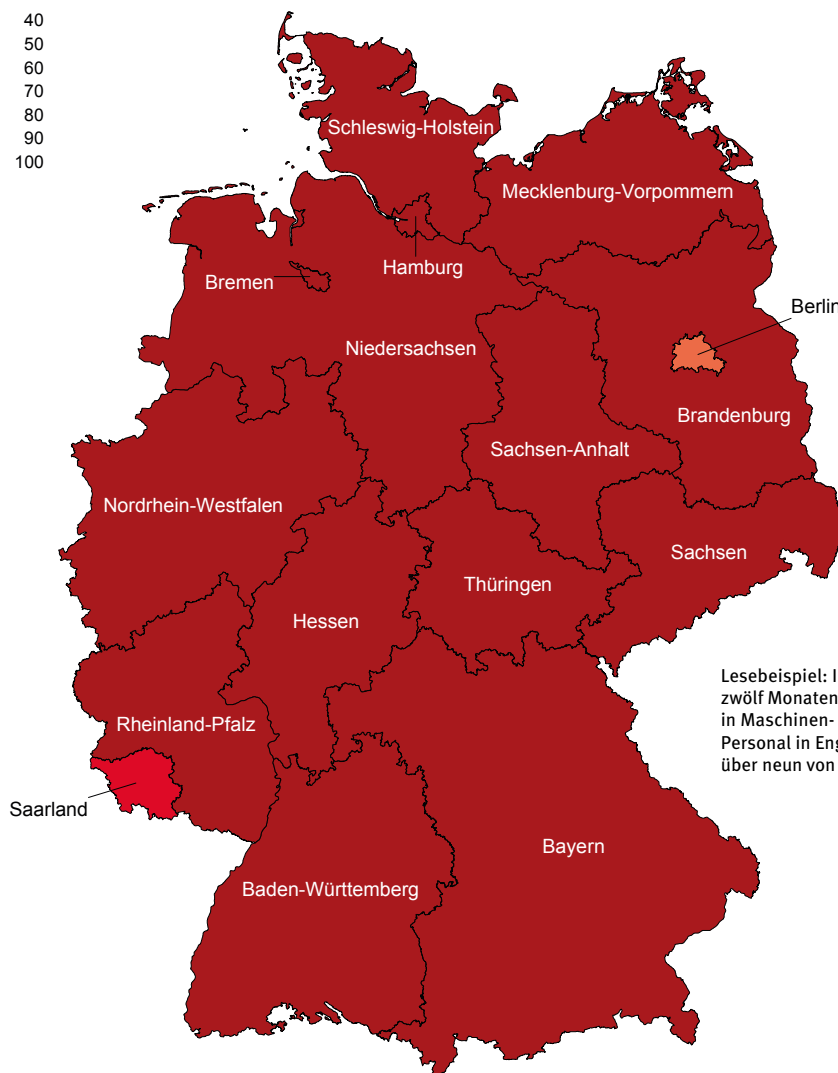 40
50
60
70
80
90
100
Schleswig-Holstein
Mecklenburg-Vorpommern
Hamburg
Bremen
Berlin
Niedersachsen
Brandenburg
Sachsen-Anhalt
Nordrhein-Westfalen
Sachsen
Thüringen
Hessen
Lesebeispiel: I
zwölf Monaten
in Maschinen-
Personal in Eng
über neun von
Rheinland-Pfalz
Saarland
Bayern
Baden-Württemberg